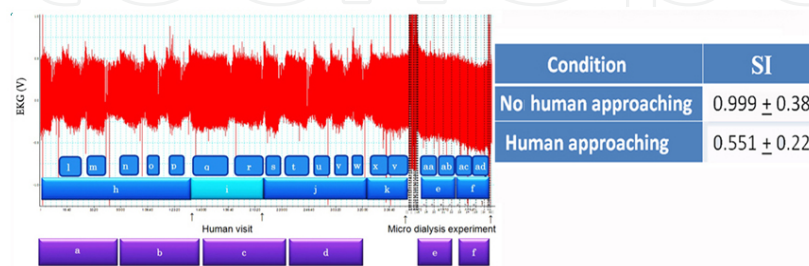 EKG (V)
l m n o p q r s t u v w x v aa ab ac ad
h i j k e f
Human visit
Micro dialysis experiment
a b c d e f
Condition SI
No human approaching 0.999 ± 0.38
Human approaching 0.551 ± 0.22